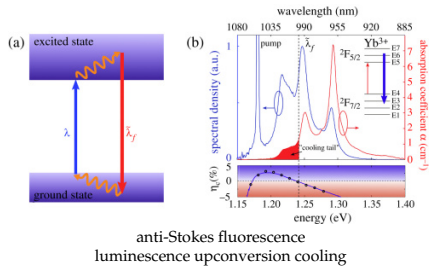 wavelength (nm)
1080 1035 990 955 920 885
(a)
excited state
λ
λ̄f
ground state
(b)
pump
λ̄f
Yb³⁺
²F5/2
E7
E6
E5
²F7/2
E4
E3
E2
E1
cooling tail
spectral density (a.u.)
1
0
absorption coefficient α (cm⁻¹)
7
6
5
4
3
2
1
0
ηc(%)
5
0
-5
1.15 1.20 1.25 1.30 1.35 1.40
energy (eV)
anti-Stokes fluorescence
luminescence upconversion cooling